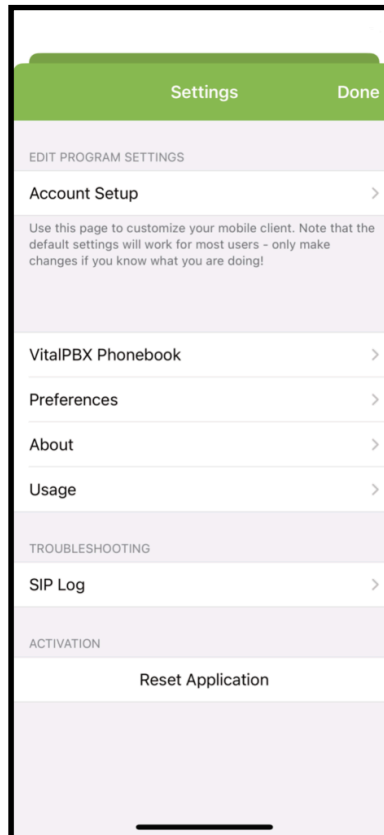 Settings
Done
EDIT PROGRAM SETTINGS
Account Setup
Use this page to customize your mobile client. Note that the
default settings will work for most users - only make
changes if you know what you are doing!
VitalPBX Phonebook
Preferences
About
Usage
TROUBLESHOOTING
SIP Log
ACTIVATION
Reset Application